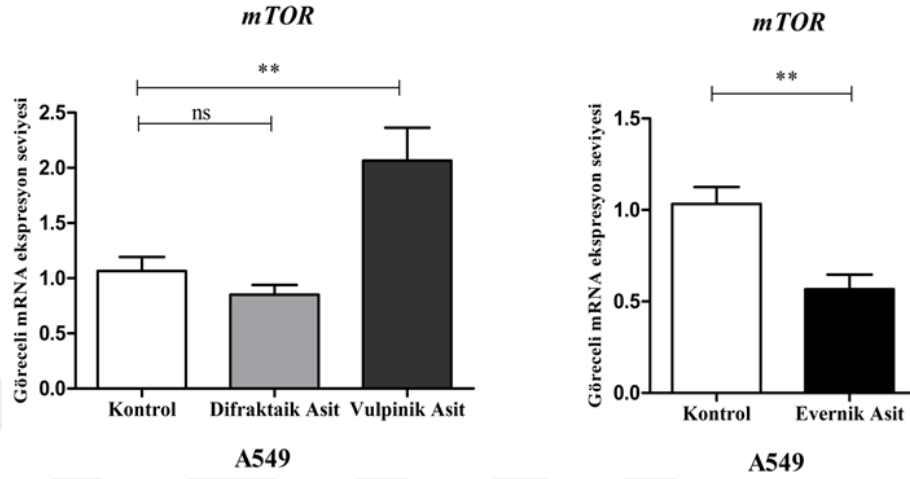 mTOR
**
ns
Göreceli mRNA ekspresyon seviyesi
2.5
2.0
1.5
1.0
0.5
0.0
Kontrol Difraktaik Asit Vulpinik Asit
A549
mTOR
**
Göreceli mRNA ekspresyon seviyesi
1.5
1.0
0.5
0.0
Kontrol Evernik Asit
A549